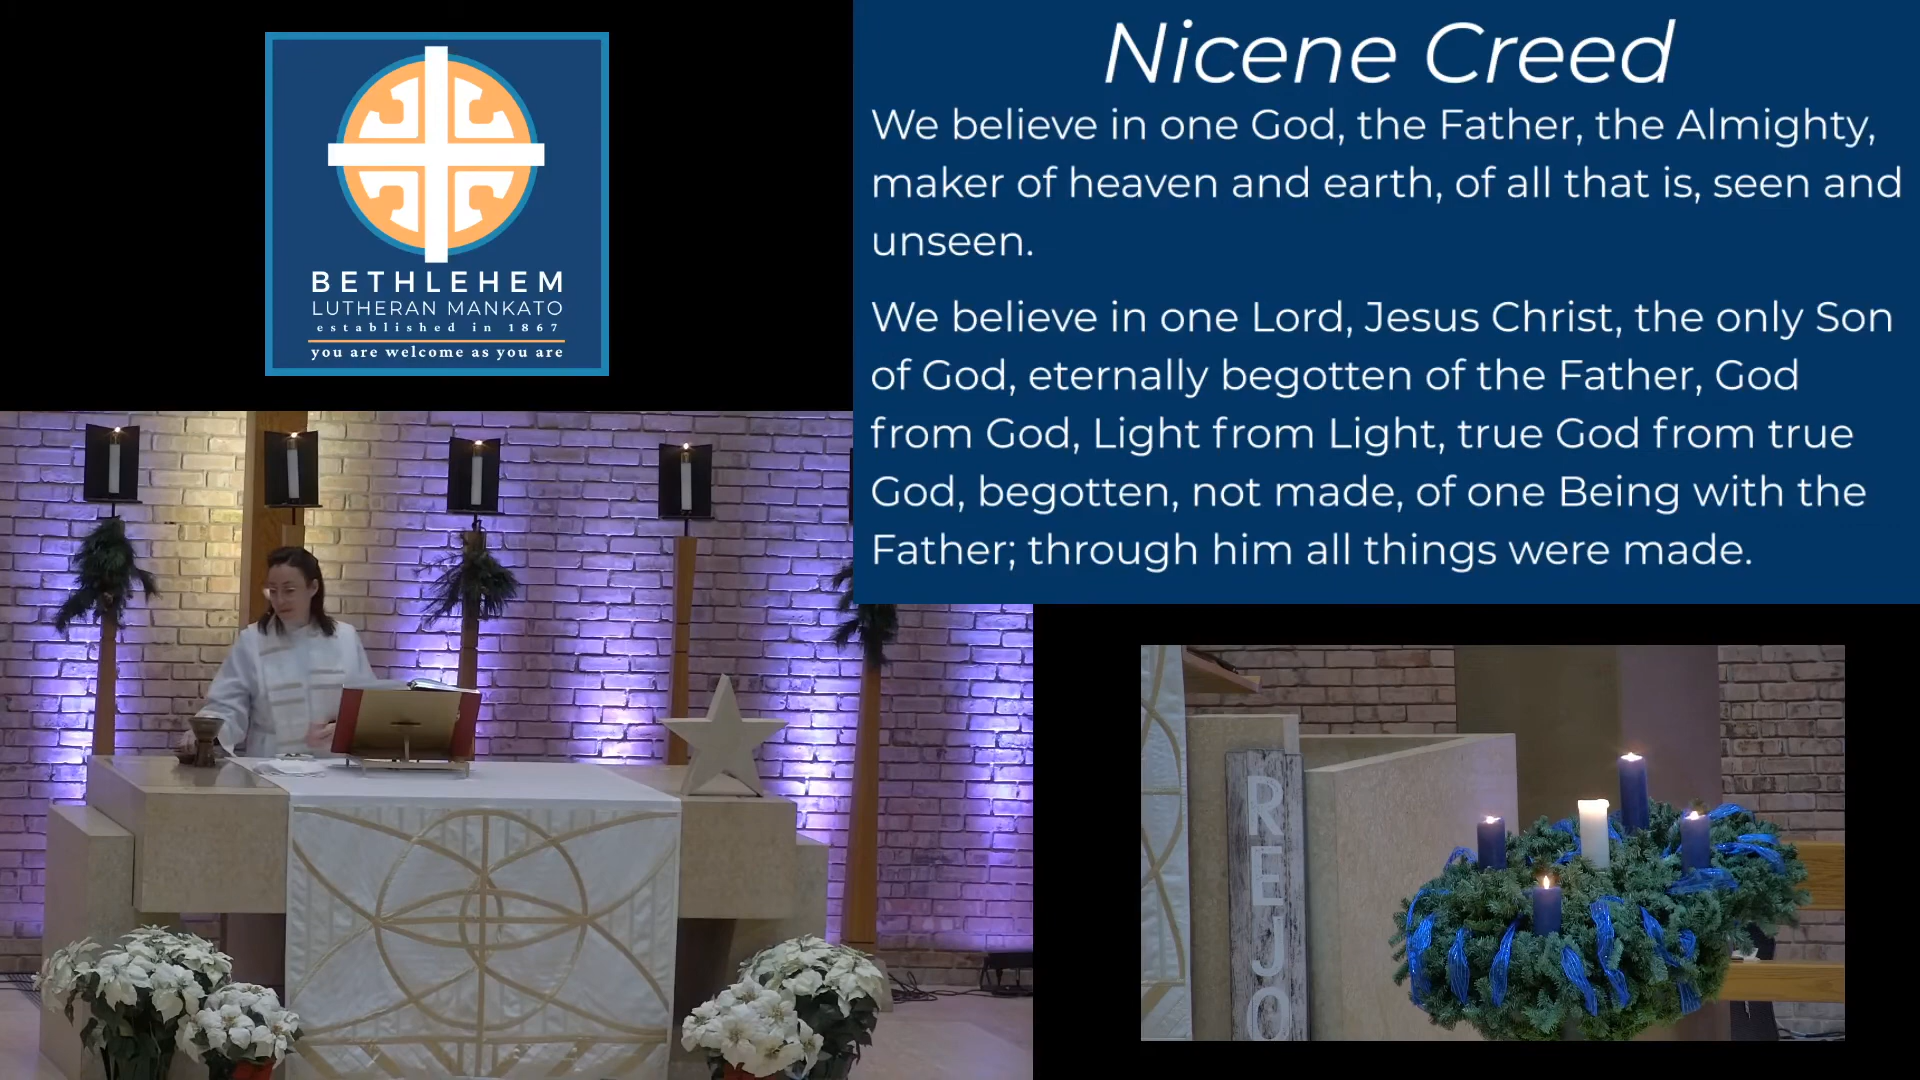 BETHLEHEM
LUTHERAN MANKATO
established in 1867
you are welcome as you are
Nicene Creed
We believe in one God, the Father, the Almighty,
maker of heaven and earth, of all that is, seen and
unseen.
We believe in one Lord, Jesus Christ, the only Son
of God, eternally begotten of the Father, God
from God, Light from Light, true God from true
God, begotten, not made, of one Being with the
Father; through him all things were made.
REJO